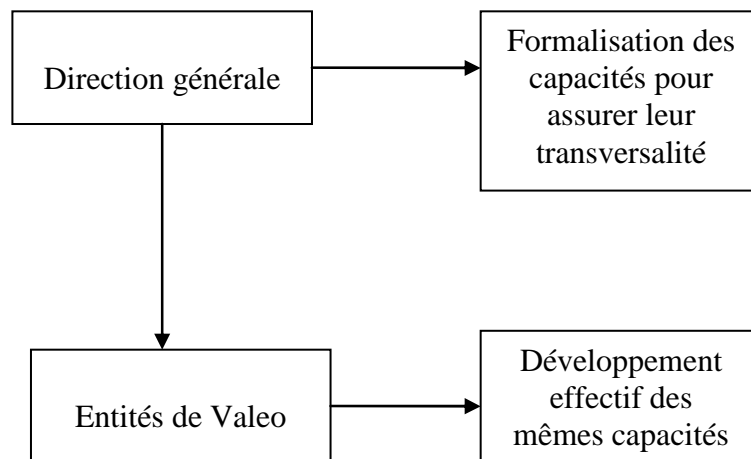 Direction générale
Formalisation des
capacités pour
assurer leur
transversalité
Entités de Valeo
Développement
effectif des
mêmes capacités